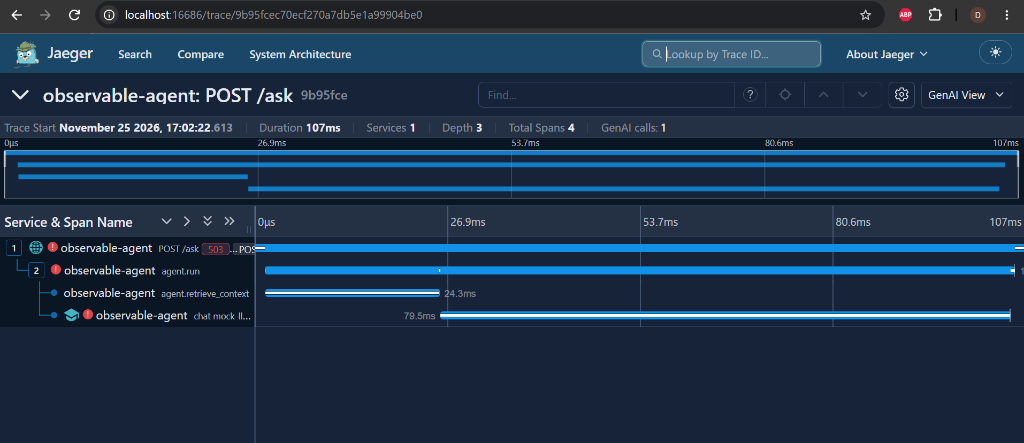 localhost:16686/trace/9b95fcec70ecf270a7db5e1a99904be0
ABP
D
Jaeger
Search
Compare
System Architecture
Lookup by Trace ID...
About Jaeger
observable-agent: POST /ask 9b95fce
Find...
?
GenAI View
Trace Start November 25 2026, 17:02:22.613
Duration 107ms
Services 1
Depth 3
Total Spans 4
GenAI calls: 1
0μs 26.9ms 53.7ms 80.6ms 107ms
Service & Span Name
0μs 26.9ms 53.7ms 80.6ms 107ms
1 observable-agent POST /ask 503 ...POS
2 observable-agent agent.run
observable-agent agent.retrieve_context 24.3ms
observable-agent chat mock ll... 79.5ms